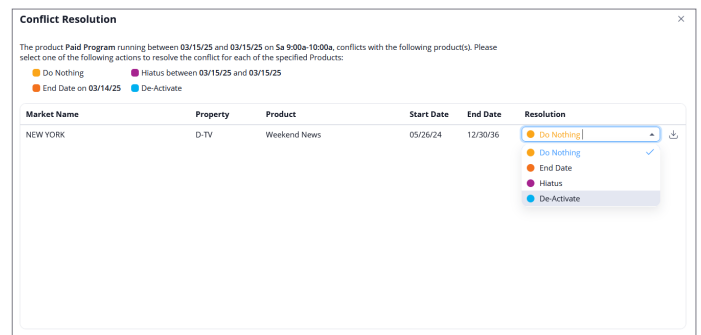 Conflict Resolution
The product Paid Program running between 03/15/25 and 03/15/25 on Sa 9:00a-10:00a, conflicts with the following product(s). Please
select one of the following actions to resolve the conflict for each of the specified Products:
Do Nothing Hiatus between 03/15/25 and 03/15/25
End Date on 03/14/25 De-Activate
Market Name Property Product Start Date End Date Resolution
NEW YORK D-TV Weekend News 05/26/24 12/30/36 Do Nothing
Do Nothing
End Date
Hiatus
De-Activate